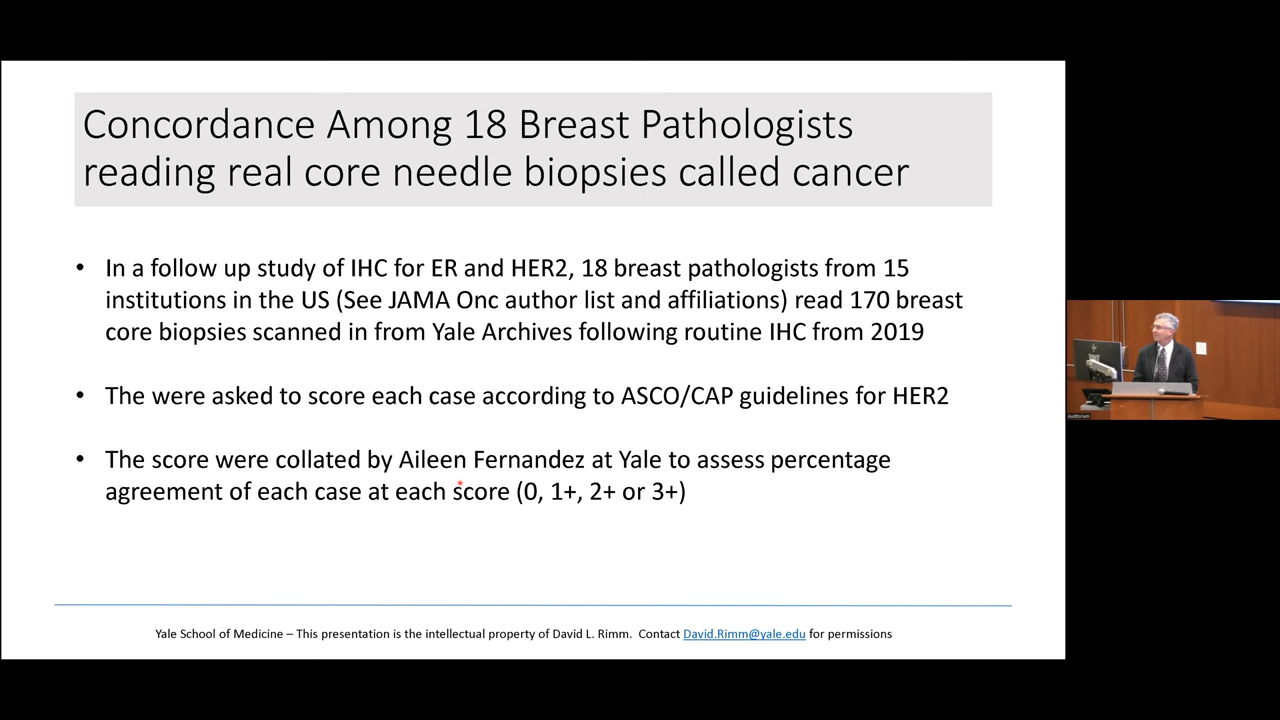 Concordance Among 18 Breast Pathologists
reading real core needle biopsies called cancer
• In a follow up study of IHC for ER and HER2, 18 breast pathologists from 15
institutions in the US (See JAMA Onc author list and affiliations) read 170 breast
core biopsies scanned in from Yale Archives following routine IHC from 2019
• The were asked to score each case according to ASCO/CAP guidelines for HER2
• The score were collated by Aileen Fernandez at Yale to assess percentage
agreement of each case at each score (0, 1+, 2+ or 3+)
Yale School of Medicine – This presentation is the intellectual property of David L. Rimm.  Contact David.Rimm@yale.edu for permissions
Auditorium